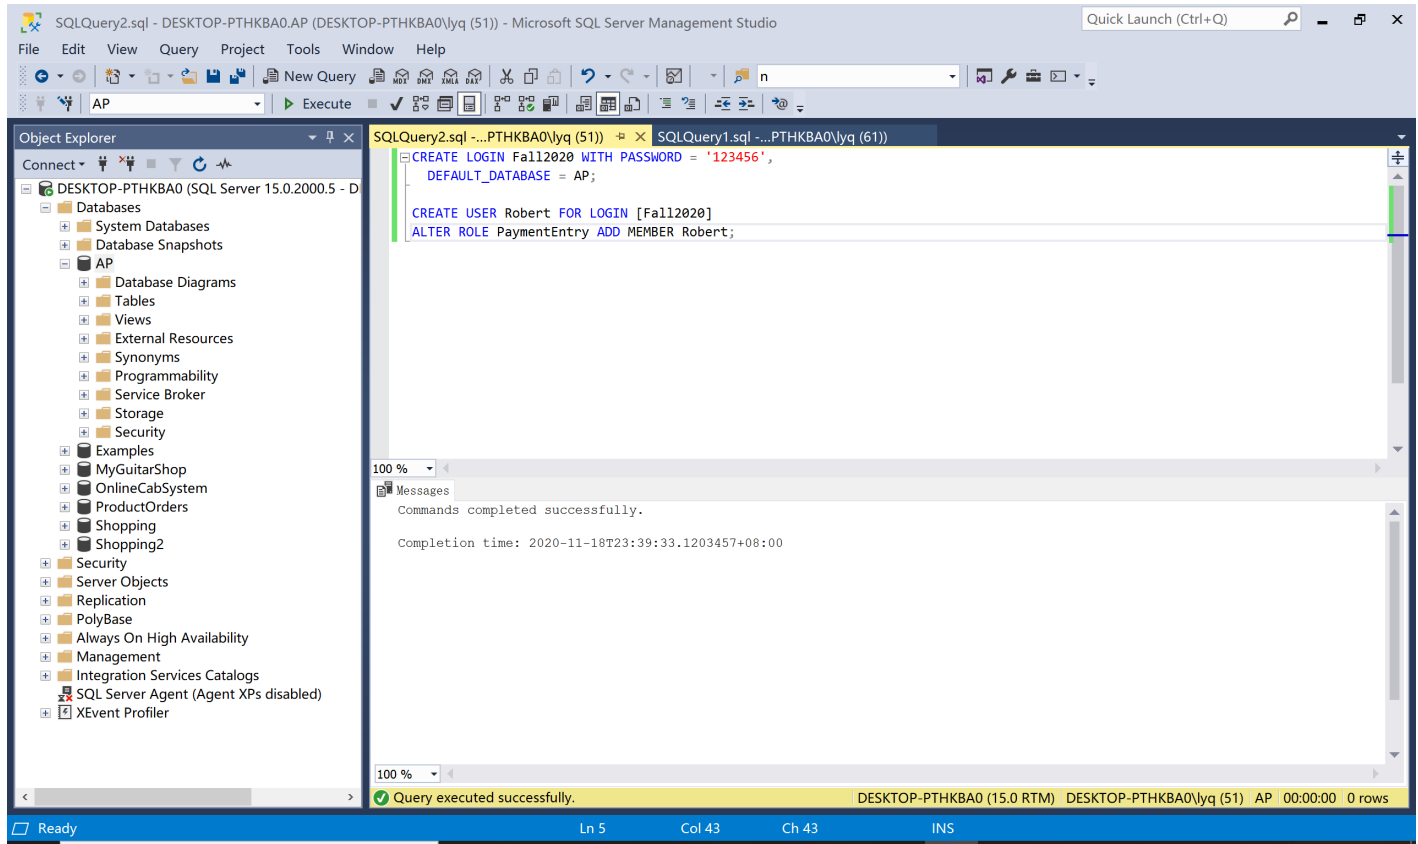 SQLQuery2.sql - DESKTOP-PTHKBA0.AP (DESKTOP-PTHKBA0\lyq (51)) - Microsoft SQL Server Management Studio
Quick Launch (Ctrl+Q)
File Edit View Query Project Tools Window Help
New Query MDX DMX XMLA DAX n
AP Execute
Object Explorer
SQLQuery2.sql -...PTHKBA0\lyq (51)) SQLQuery1.sql -...PTHKBA0\lyq (61))
Connect
DESKTOP-PTHKBA0 (SQL Server 15.0.2000.5 - D
Databases
System Databases
Database Snapshots
AP
Database Diagrams
Tables
Views
External Resources
Synonyms
Programmability
Service Broker
Storage
Security
Examples
MyGuitarShop
OnlineCabSystem
ProductOrders
Shopping
Shopping2
Security
Server Objects
Replication
PolyBase
Always On High Availability
Management
Integration Services Catalogs
SQL Server Agent (Agent XPs disabled)
XEvent Profiler
CREATE LOGIN Fall2020 WITH PASSWORD = '123456',
DEFAULT_DATABASE = AP;
CREATE USER Robert FOR LOGIN [Fall2020]
ALTER ROLE PaymentEntry ADD MEMBER Robert;
100 %
Messages
Commands completed successfully.
Completion time: 2020-11-18T23:39:33.1203457+08:00
100 %
Query executed successfully. DESKTOP-PTHKBA0 (15.0 RTM) DESKTOP-PTHKBA0\lyq (51) AP 00:00:00 0 rows
Ready Ln 5 Col 43 Ch 43 INS